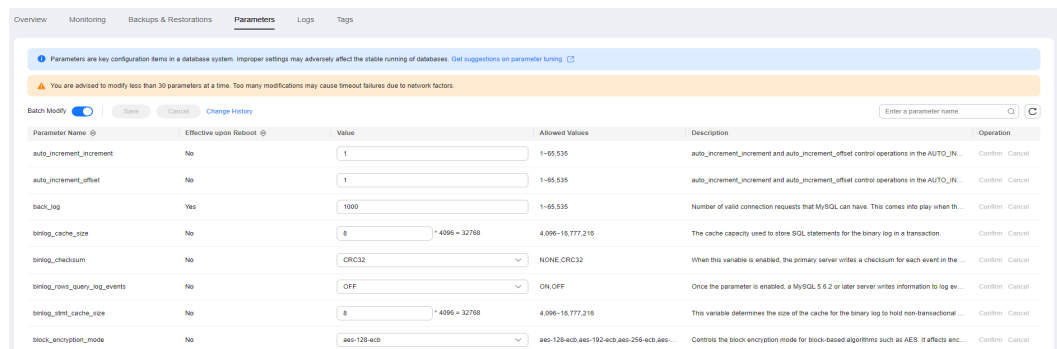 Overview Monitoring Backups & Restorations Parameters Logs Tags
Parameters are key configuration items in a database system. Improper settings may adversely affect the stable running of databases. Get suggestions on parameter tuning.
You are advised to modify less than 30 parameters at a time. Too many modifications may cause timeout failures due to network factors.
Batch Modify Save Cancel Change History Enter a parameter name.
Parameter Name Effective upon Reboot Value Allowed Values Description Operation
auto_increment_increment No 1 1~65,535 auto_increment_increment and auto_increment_offset control operations in the AUTO_IN... Confirm Cancel
auto_increment_offset No 1 1~65,535 auto_increment_increment and auto_increment_offset control operations in the AUTO_IN... Confirm Cancel
back_log Yes 1000 1~65,535 Number of valid connection requests that MySQL can have. This comes into play when th... Confirm Cancel
binlog_cache_size No 8 * 4096 = 32768 4,096~16,777,216 The cache capacity used to store SQL statements for the binary log in a transaction. Confirm Cancel
binlog_checksum No CRC32 NONE,CRC32 When this variable is enabled, the primary server writes a checksum for each event in the ... Confirm Cancel
binlog_rows_query_log_events No OFF ON,OFF Once the parameter is enabled, a MySQL 5.6.2 or later server writes information to log ev... Confirm Cancel
binlog_stmt_cache_size No 8 * 4096 = 32768 4,096~16,777,216 This variable determines the size of the cache for the binary log to hold non-transactional ... Confirm Cancel
block_encryption_mode No aes-128-ecb aes-128-ecb,aes-192-ecb,aes-256-ecb,aes-... Controls the block encryption mode for block-based algorithms such as AES. It affects enc... Confirm Cancel